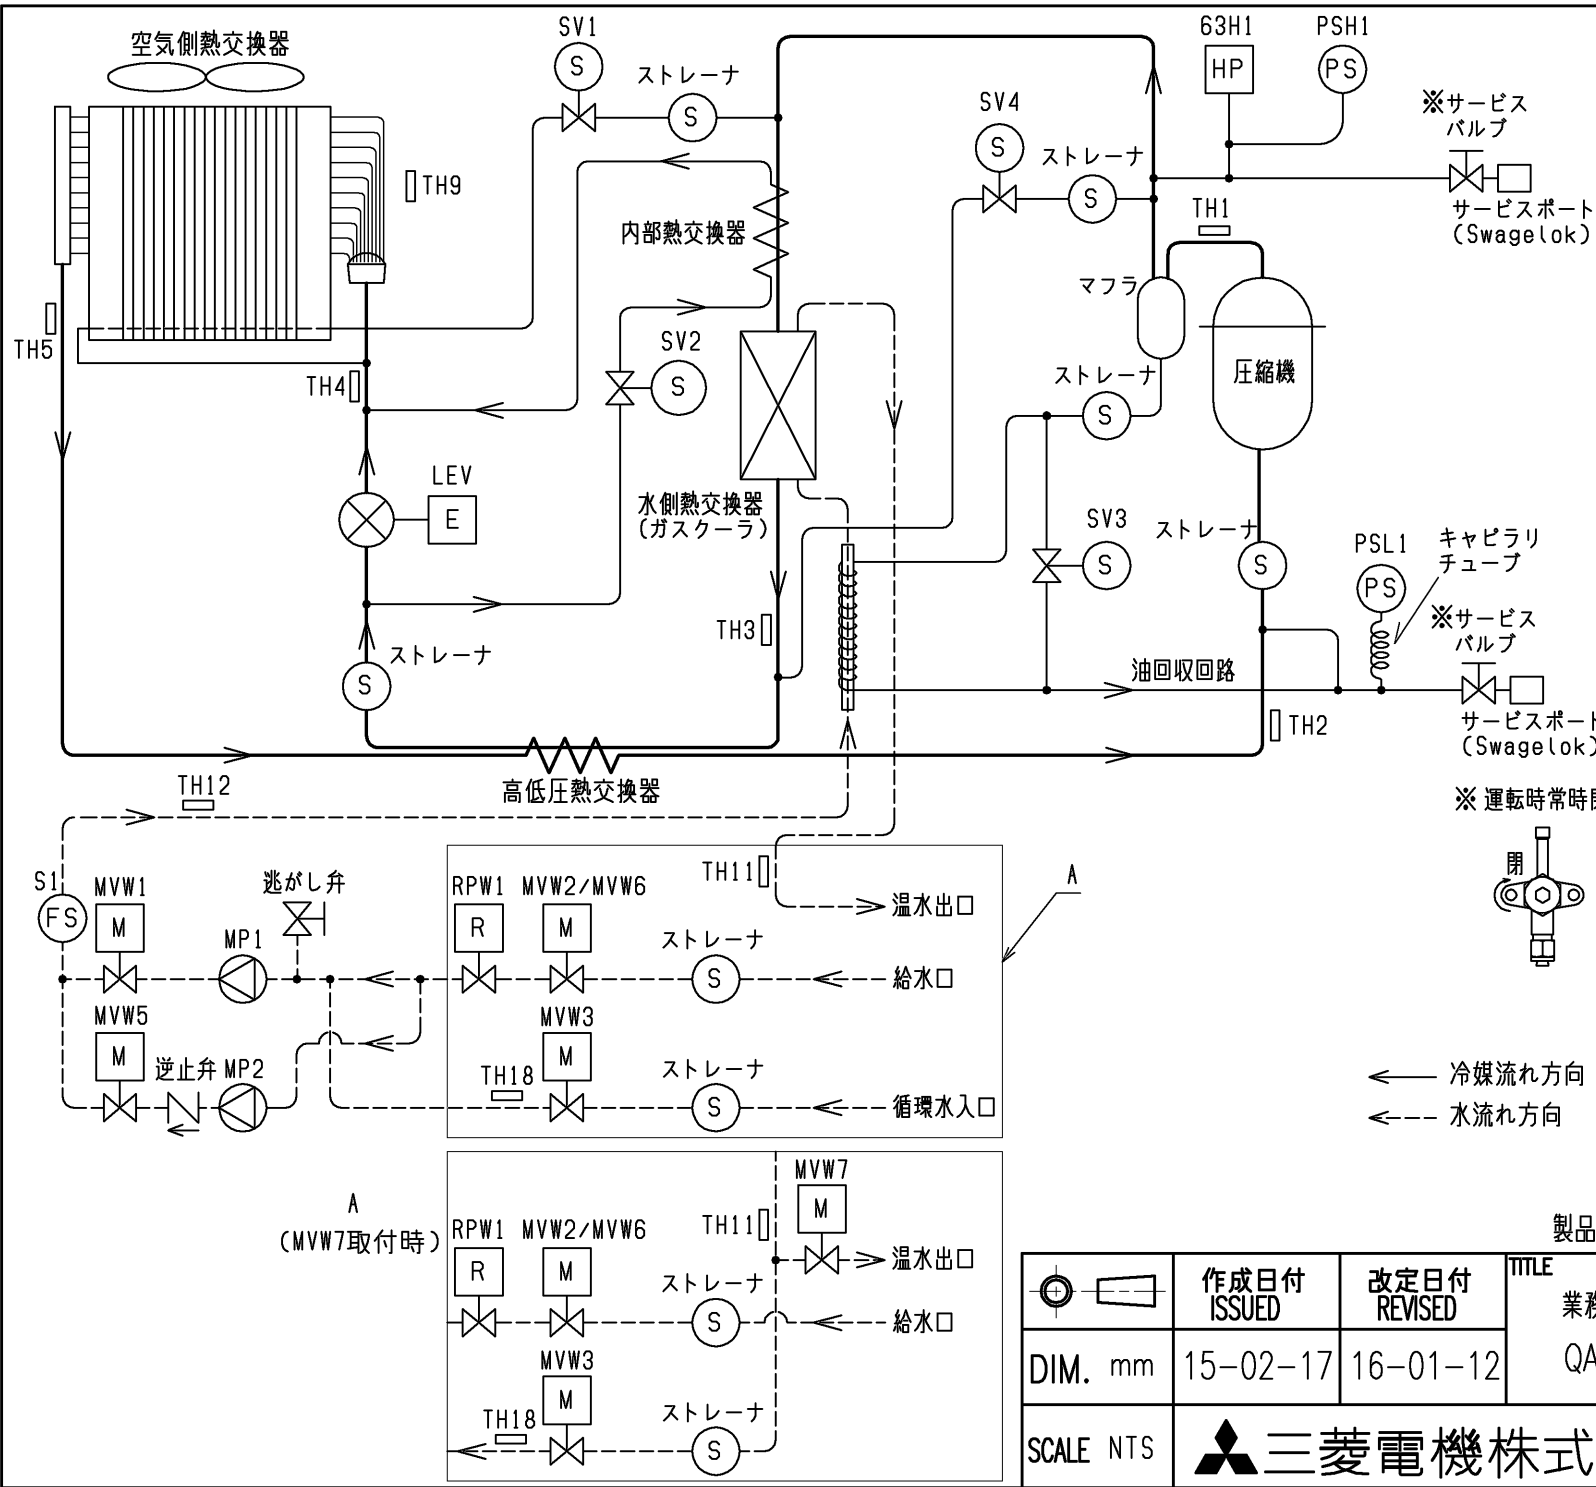 空気側熱交換器
SV1
S
ストレーナ
S
63H1
HP
PSH1
PS
※サービス
バルブ
サービスポート
(Swagelok)
SV4
S
ストレーナ
S
TH9
内部熱交換器
TH1
マフラ
圧縮機
TH5
TH4
SV2
S
ストレーナ
S
LEV
E
水側熱交換器
(ガスクーラ)
SV3
S
ストレーナ
S
PSL1
PS
キャピラリ
チューブ
※サービス
バルブ
サービスポート
(Swagelok)
TH3
ストレーナ
S
油回収回路
TH2
高低圧熱交換器
TH12
※ 運転時常時閉
閉
S1
FS
MVW1
M
逃がし弁
MP1
RPW1
R
MVW2/MVW6
M
TH11
温水出口
A
ストレーナ
S
給水口
MVW5
M
逆止弁
MP2
MVW3
M
TH18
ストレーナ
S
循環水入口
冷媒流れ方向
水流れ方向
A
(MVW7取付時)
RPW1
R
MVW2/MVW6
M
TH11
MVW7
M
温水出口
ストレーナ
S
給水口
MVW3
M
TH18
ストレーナ
S
製品
作成日付
ISSUED
改定日付
REVISED
TITLE
業務
QA
DIM. mm
15-02-17
16-01-12
SCALE NTS
三菱電機株式